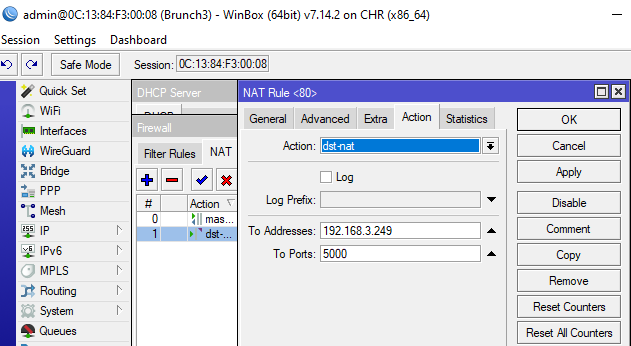 admin@0C:13:84:F3:00:08 (Brunch3) - WinBox (64bit) v7.14.2 on CHR (x86_64)
Session Settings Dashboard
Safe Mode Session: 0C:13:84:F3:00:08
Quick Set
WiFi
Interfaces
WireGuard
Bridge
PPP
Mesh
IP
IPv6
MPLS
Routing
System
Queues
DHCP Server
Firewall
Filter Rules NAT
# Action
0 mas...
1 dst-...
NAT Rule <80>
General Advanced Extra Action Statistics
Action: dst-nat
Log
Log Prefix:
To Addresses: 192.168.3.249
To Ports: 5000
OK
Cancel
Apply
Disable
Comment
Copy
Remove
Reset Counters
Reset All Counters